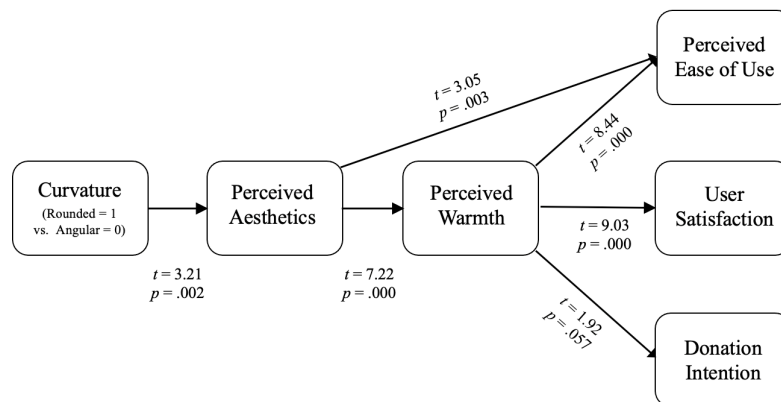 Perceived
Ease of Use
t = 3.05
p = .003
t = 8.44
p = .000
Curvature
(Rounded = 1
vs. Angular = 0)
Perceived
Aesthetics
Perceived
Warmth
User
Satisfaction
t = 9.03
p = .000
t = 3.21
p = .002
t = 7.22
p = .000
t = 1.92
p = .057
Donation
Intention